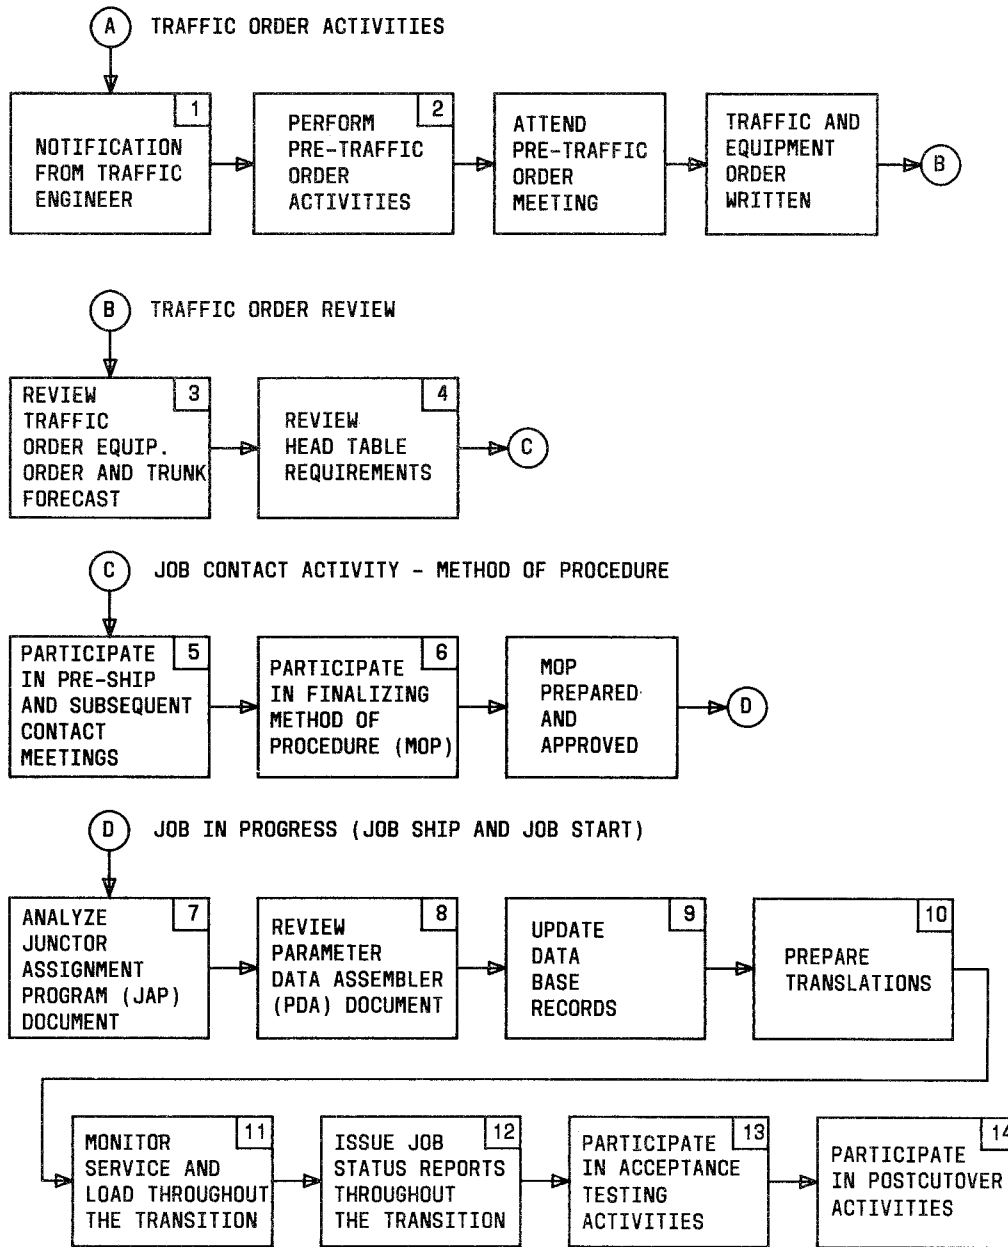 A TRAFFIC ORDER ACTIVITIES
1
NOTIFICATION
FROM TRAFFIC
ENGINEER
2
PERFORM
PRE-TRAFFIC
ORDER
ACTIVITIES
ATTEND
PRE-TRAFFIC
ORDER
MEETING
TRAFFIC AND
EQUIPMENT
ORDER
WRITTEN
B
B TRAFFIC ORDER REVIEW
3
REVIEW
TRAFFIC
ORDER EQUIP.
ORDER AND TRUNK
FORECAST
4
REVIEW
HEAD TABLE
REQUIREMENTS
C
C JOB CONTACT ACTIVITY - METHOD OF PROCEDURE
5
PARTICIPATE
IN PRE-SHIP
AND SUBSEQUENT
CONTACT
MEETINGS
6
PARTICIPATE
IN FINALIZING
METHOD OF
PROCEDURE (MOP)
MOP
PREPARED
AND
APPROVED
D
D JOB IN PROGRESS (JOB SHIP AND JOB START)
7
ANALYZE
JUNCTOR
ASSIGNMENT
PROGRAM (JAP)
DOCUMENT
8
REVIEW
PARAMETER
DATA ASSEMBLER
(PDA) DOCUMENT
9
UPDATE
DATA
BASE
RECORDS
10
PREPARE
TRANSLATIONS
11
MONITOR
SERVICE AND
LOAD THROUGHOUT
THE TRANSITION
12
ISSUE JOB
STATUS REPORTS
THROUGHOUT
THE TRANSITION
13
PARTICIPATE
IN ACCEPTANCE
TESTING
ACTIVITIES
14
PARTICIPATE
IN POSTCUTOVER
ACTIVITIES